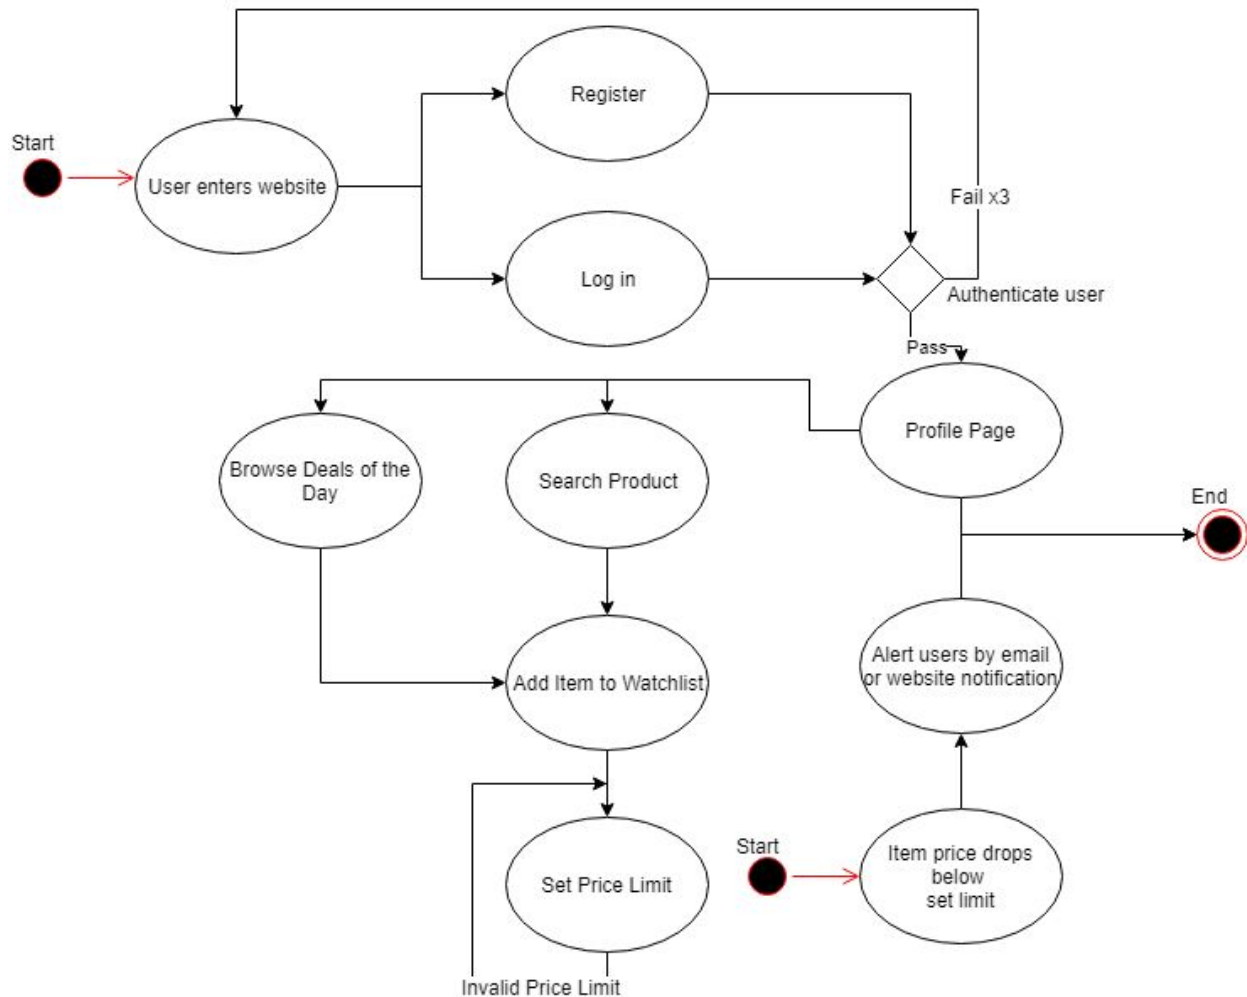 Register
Start
User enters website
Fail x3
Log in
Authenticate user
Pass
Profile Page
Browse Deals of the
Day
Search Product
End
Alert users by email
or website notification
Add Item to Watchlist
Start
Item price drops
below
set limit
Set Price Limit
Invalid Price Limit